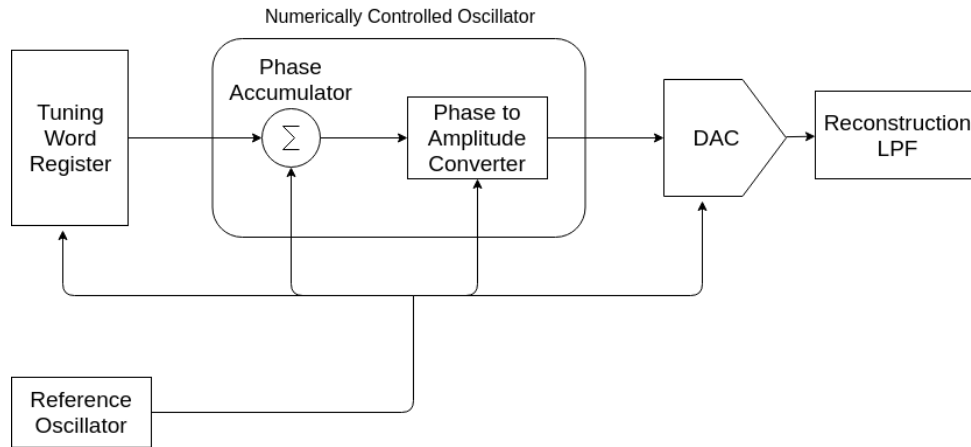 Numerically Controlled Oscillator
Tuning
Word
Register
Phase
Accumulator
Σ
Phase to
Amplitude
Converter
DAC
Reconstruction
LPF
Reference
Oscillator